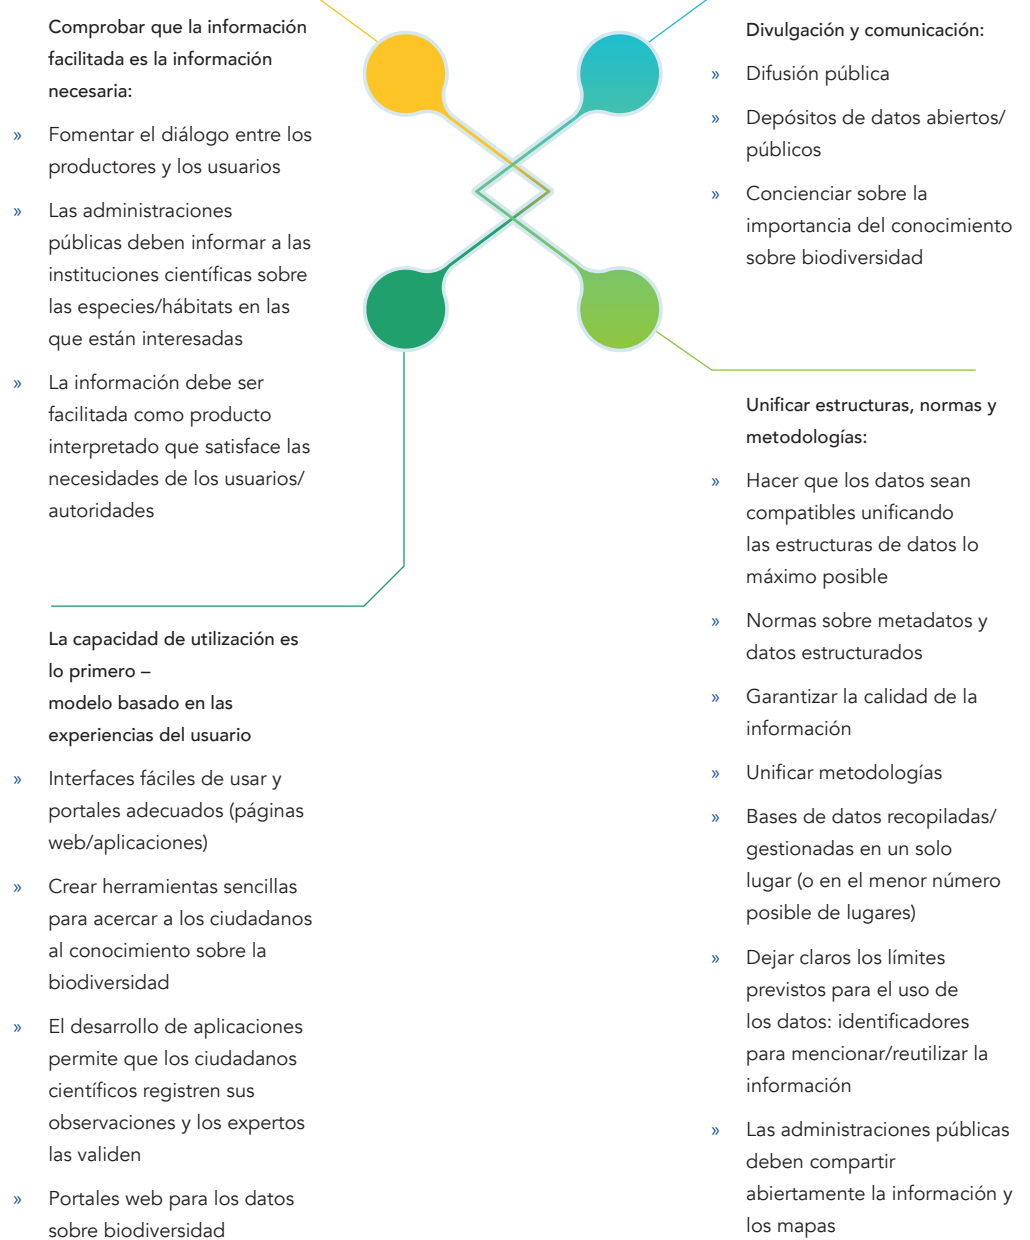 Comprobar que la información
facilitada es la información
necesaria:
» Fomentar el diálogo entre los
productores y los usuarios
» Las administraciones
públicas deben informar a las
instituciones científicas sobre
las especies/hábitats en las
que están interesadas
» La información debe ser
facilitada como producto
interpretado que satisface las
necesidades de los usuarios/
autoridades
La capacidad de utilización es
lo primero –
modelo basado en las
experiencias del usuario
» Interfaces fáciles de usar y
portales adecuados (páginas
web/aplicaciones)
» Crear herramientas sencillas
para acercar a los ciudadanos
al conocimiento sobre la
biodiversidad
» El desarrollo de aplicaciones
permite que los ciudadanos
científicos registren sus
observaciones y los expertos
las validen
» Portales web para los datos
sobre biodiversidad
Divulgación y comunicación:
» Difusión pública
» Depósitos de datos abiertos/
públicos
» Concienciar sobre la
importancia del conocimiento
sobre biodiversidad
Unificar estructuras, normas y
metodologías:
» Hacer que los datos sean
compatibles unificando
las estructuras de datos lo
máximo posible
» Normas sobre metadatos y
datos estructurados
» Garantizar la calidad de la
información
» Unificar metodologías
» Bases de datos recopiladas/
gestionadas en un solo
lugar (o en el menor número
posible de lugares)
» Dejar claros los límites
previstos para el uso de
los datos: identificadores
para mencionar/reutilizar la
información
» Las administraciones públicas
deben compartir
abiertamente la información y
los mapas